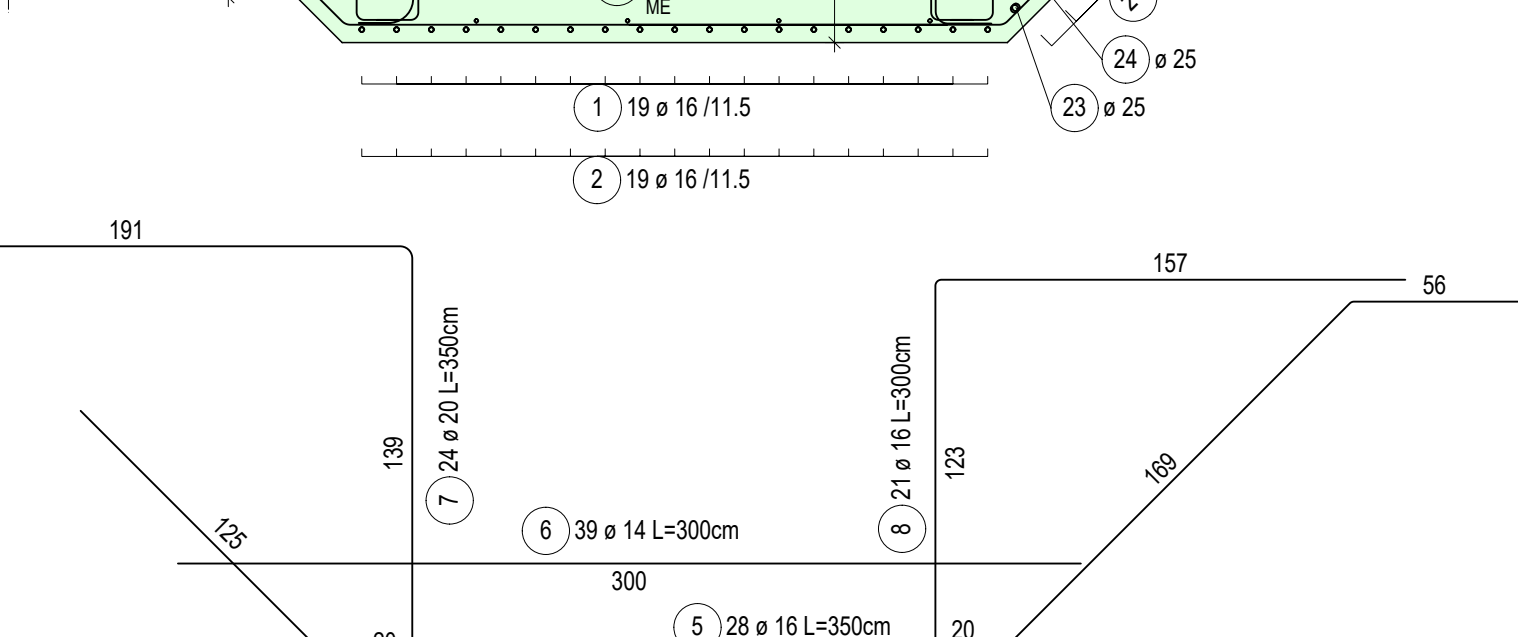 ME
24 ø 25
1 19 ø 16 /11.5
23 ø 25
2 19 ø 16 /11.5
191
157
56
7 24 ø 20 L=350cm
139
8 21 ø 16 L=300cm
123
169
125
6 39 ø 14 L=300cm
300
5 28 ø 16 L=350cm
20